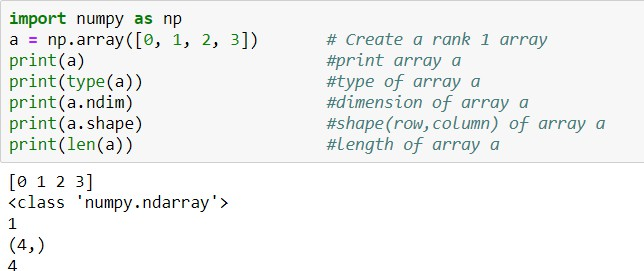 import numpy as np
a = np.array([0, 1, 2, 3]) # Create a rank 1 array
print(a) #print array a
print(type(a)) #type of array a
print(a.ndim) #dimension of array a
print(a.shape) #shape(row,column) of array a
print(len(a)) #length of array a
[0 1 2 3]
<class 'numpy.ndarray'>
1
(4,)
4